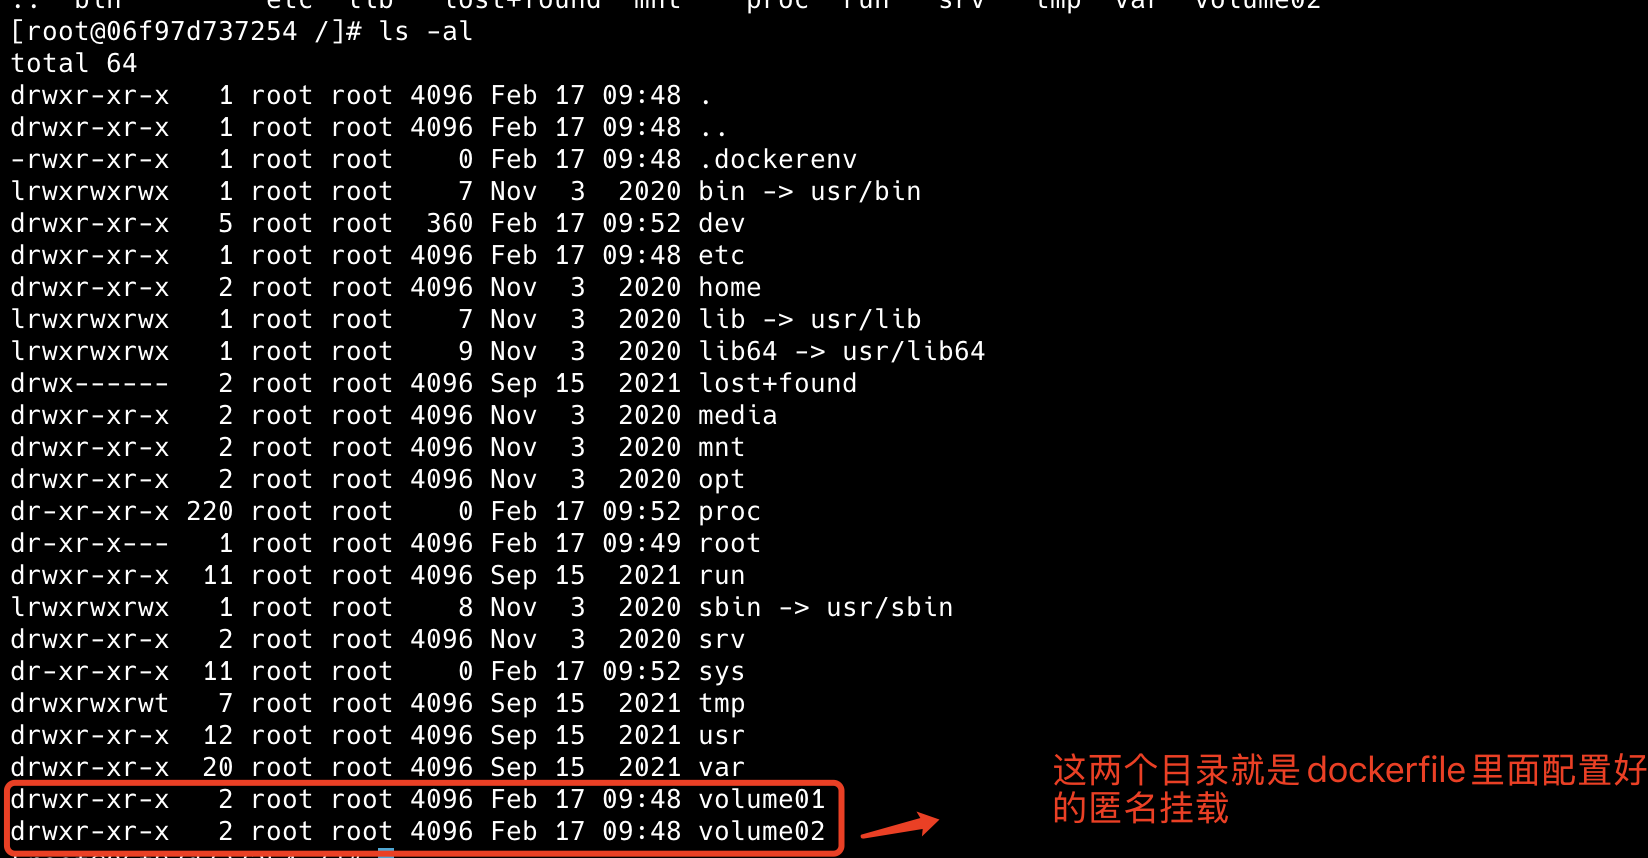 .. bin etc lib lost+found mnt proc run srv tmp var volume02
[root@06f97d737254 /]# ls -al
total 64
drwxr-xr-x   1 root root 4096 Feb 17 09:48 .
drwxr-xr-x   1 root root 4096 Feb 17 09:48 ..
-rwxr-xr-x   1 root root    0 Feb 17 09:48 .dockerenv
lrwxrwxrwx   1 root root    7 Nov  3  2020 bin -> usr/bin
drwxr-xr-x   5 root root  360 Feb 17 09:52 dev
drwxr-xr-x   1 root root 4096 Feb 17 09:48 etc
drwxr-xr-x   2 root root 4096 Nov  3  2020 home
lrwxrwxrwx   1 root root    7 Nov  3  2020 lib -> usr/lib
lrwxrwxrwx   1 root root    9 Nov  3  2020 lib64 -> usr/lib64
drwx------   2 root root 4096 Sep 15  2021 lost+found
drwxr-xr-x   2 root root 4096 Nov  3  2020 media
drwxr-xr-x   2 root root 4096 Nov  3  2020 mnt
drwxr-xr-x   2 root root 4096 Nov  3  2020 opt
dr-xr-xr-x 220 root root    0 Feb 17 09:52 proc
dr-xr-x---   1 root root 4096 Feb 17 09:49 root
drwxr-xr-x  11 root root 4096 Sep 15  2021 run
lrwxrwxrwx   1 root root    8 Nov  3  2020 sbin -> usr/sbin
drwxr-xr-x   2 root root 4096 Nov  3  2020 srv
dr-xr-xr-x  11 root root    0 Feb 17 09:52 sys
drwxrwxrwt   7 root root 4096 Sep 15  2021 tmp
drwxr-xr-x  12 root root 4096 Sep 15  2021 usr
drwxr-xr-x  20 root root 4096 Sep 15  2021 var
drwxr-xr-x   2 root root 4096 Feb 17 09:48 volume01
drwxr-xr-x   2 root root 4096 Feb 17 09:48 volume02
这两个目录就是dockerfile里面配置好
的匿名挂载